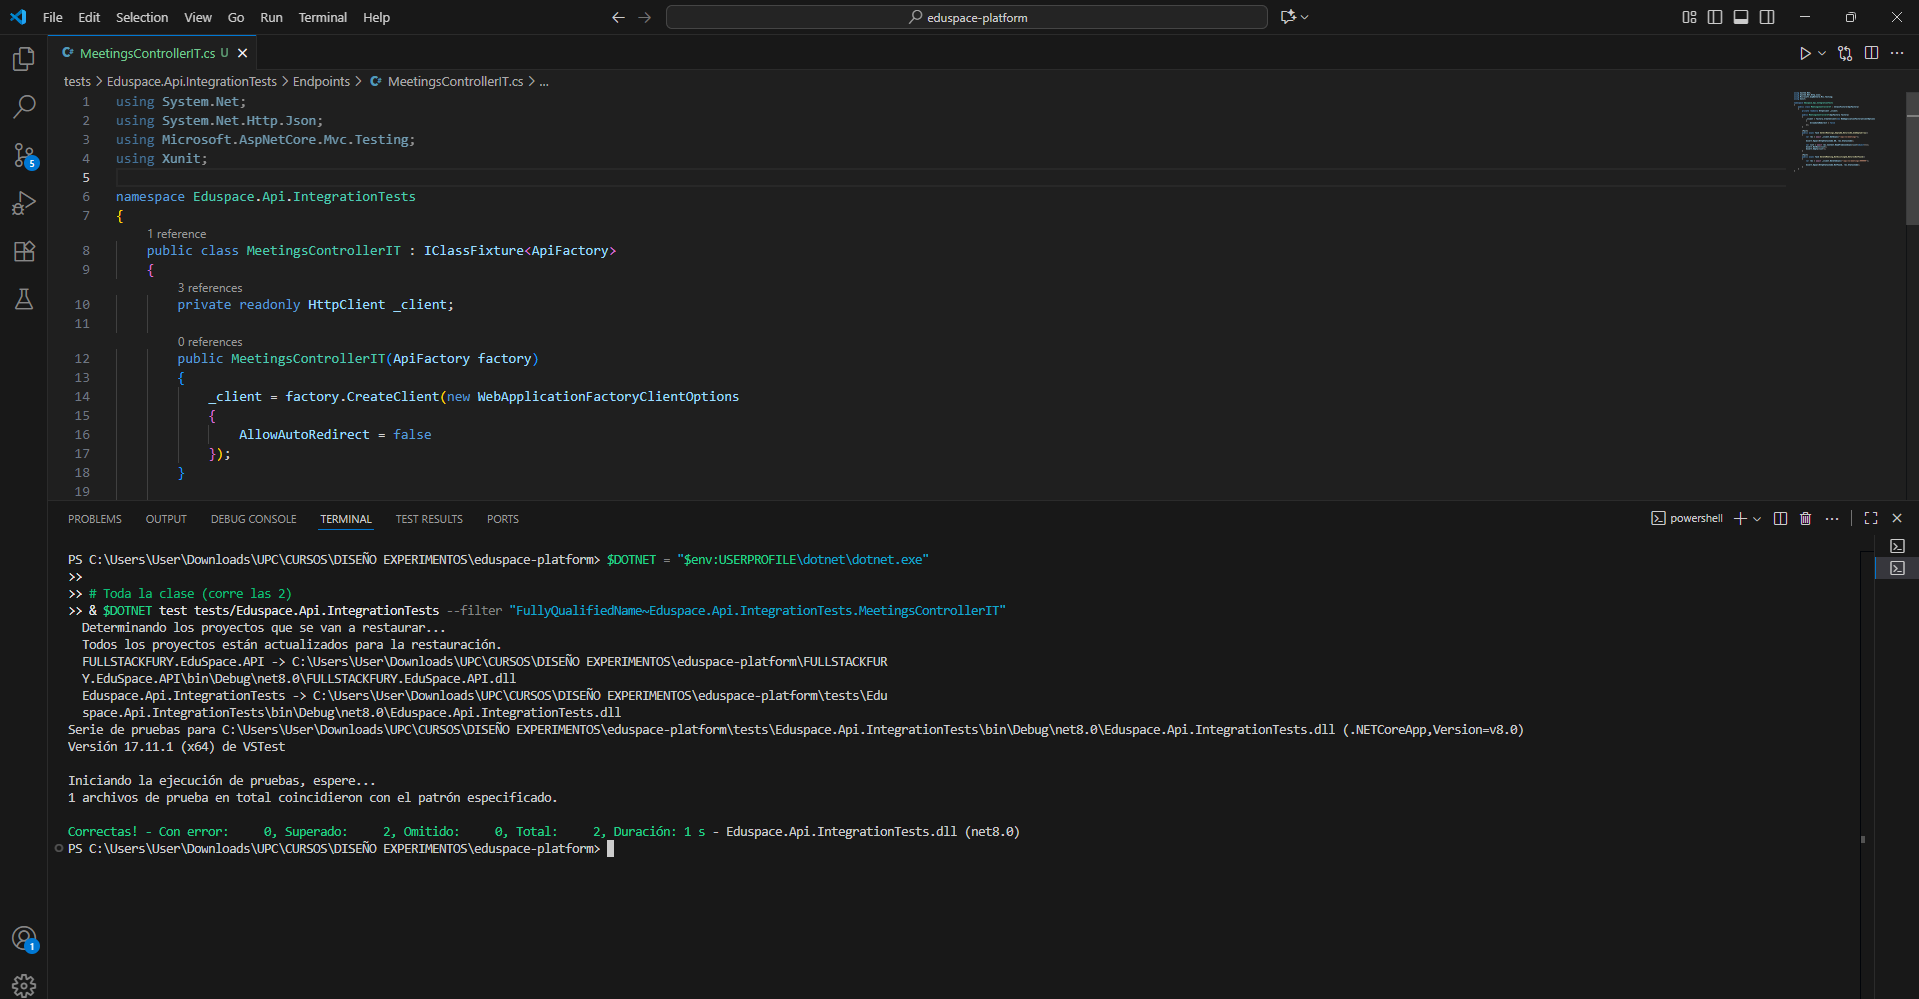 File Edit Selection View Go Run Terminal Help
eduspace-platform
MeetingsControllerIT.cs U
tests > Eduspace.Api.IntegrationTests > Endpoints > MeetingsControllerIT.cs > ...
1 using System.Net;
2 using System.Net.Http.Json;
3 using Microsoft.AspNetCore.Mvc.Testing;
4 using Xunit;
5
6 namespace Eduspace.Api.IntegrationTests
7 {
1 reference
8 public class MeetingsControllerIT : IClassFixture<ApiFactory>
9 {
3 references
10 private readonly HttpClient _client;
11
0 references
12 public MeetingsControllerIT(ApiFactory factory)
13 {
14 _client = factory.CreateClient(new WebApplicationFactoryClientOptions
15 {
16 AllowAutoRedirect = false
17 });
18 }
19
5
PROBLEMS OUTPUT DEBUG CONSOLE TERMINAL TEST RESULTS PORTS
powershell
PS C:\Users\User\Downloads\UPC\CURSOS\DISEÑO EXPERIMENTOS\eduspace-platform> $DOTNET = "$env:USERPROFILE\dotnet\dotnet.exe"
>>
>> # Toda la clase (corre las 2)
>> & $DOTNET test tests/Eduspace.Api.IntegrationTests --filter "FullyQualifiedName~Eduspace.Api.IntegrationTests.MeetingsControllerIT"
Determinando los proyectos que se van a restaurar...
Todos los proyectos están actualizados para la restauración.
FULLSTACKFURY.EduSpace.API -> C:\Users\User\Downloads\UPC\CURSOS\DISEÑO EXPERIMENTOS\eduspace-platform\FULLSTACKFUR
Y.EduSpace.API\bin\Debug\net8.0\FULLSTACKFURY.EduSpace.API.dll
Eduspace.Api.IntegrationTests -> C:\Users\User\Downloads\UPC\CURSOS\DISEÑO EXPERIMENTOS\eduspace-platform\tests\Edu
space.Api.IntegrationTests\bin\Debug\net8.0\Eduspace.Api.IntegrationTests.dll
Serie de pruebas para C:\Users\User\Downloads\UPC\CURSOS\DISEÑO EXPERIMENTOS\eduspace-platform\tests\Eduspace.Api.IntegrationTests\bin\Debug\net8.0\Eduspace.Api.IntegrationTests.dll (.NETCoreApp,Version=v8.0)
Versión 17.11.1 (x64) de VSTest
Iniciando la ejecución de pruebas, espere...
1 archivos de prueba en total coincidieron con el patrón especificado.
Correctas! - Con error: 0, Superado: 2, Omitido: 0, Total: 2, Duración: 1 s - Eduspace.Api.IntegrationTests.dll (net8.0)
PS C:\Users\User\Downloads\UPC\CURSOS\DISEÑO EXPERIMENTOS\eduspace-platform>
1